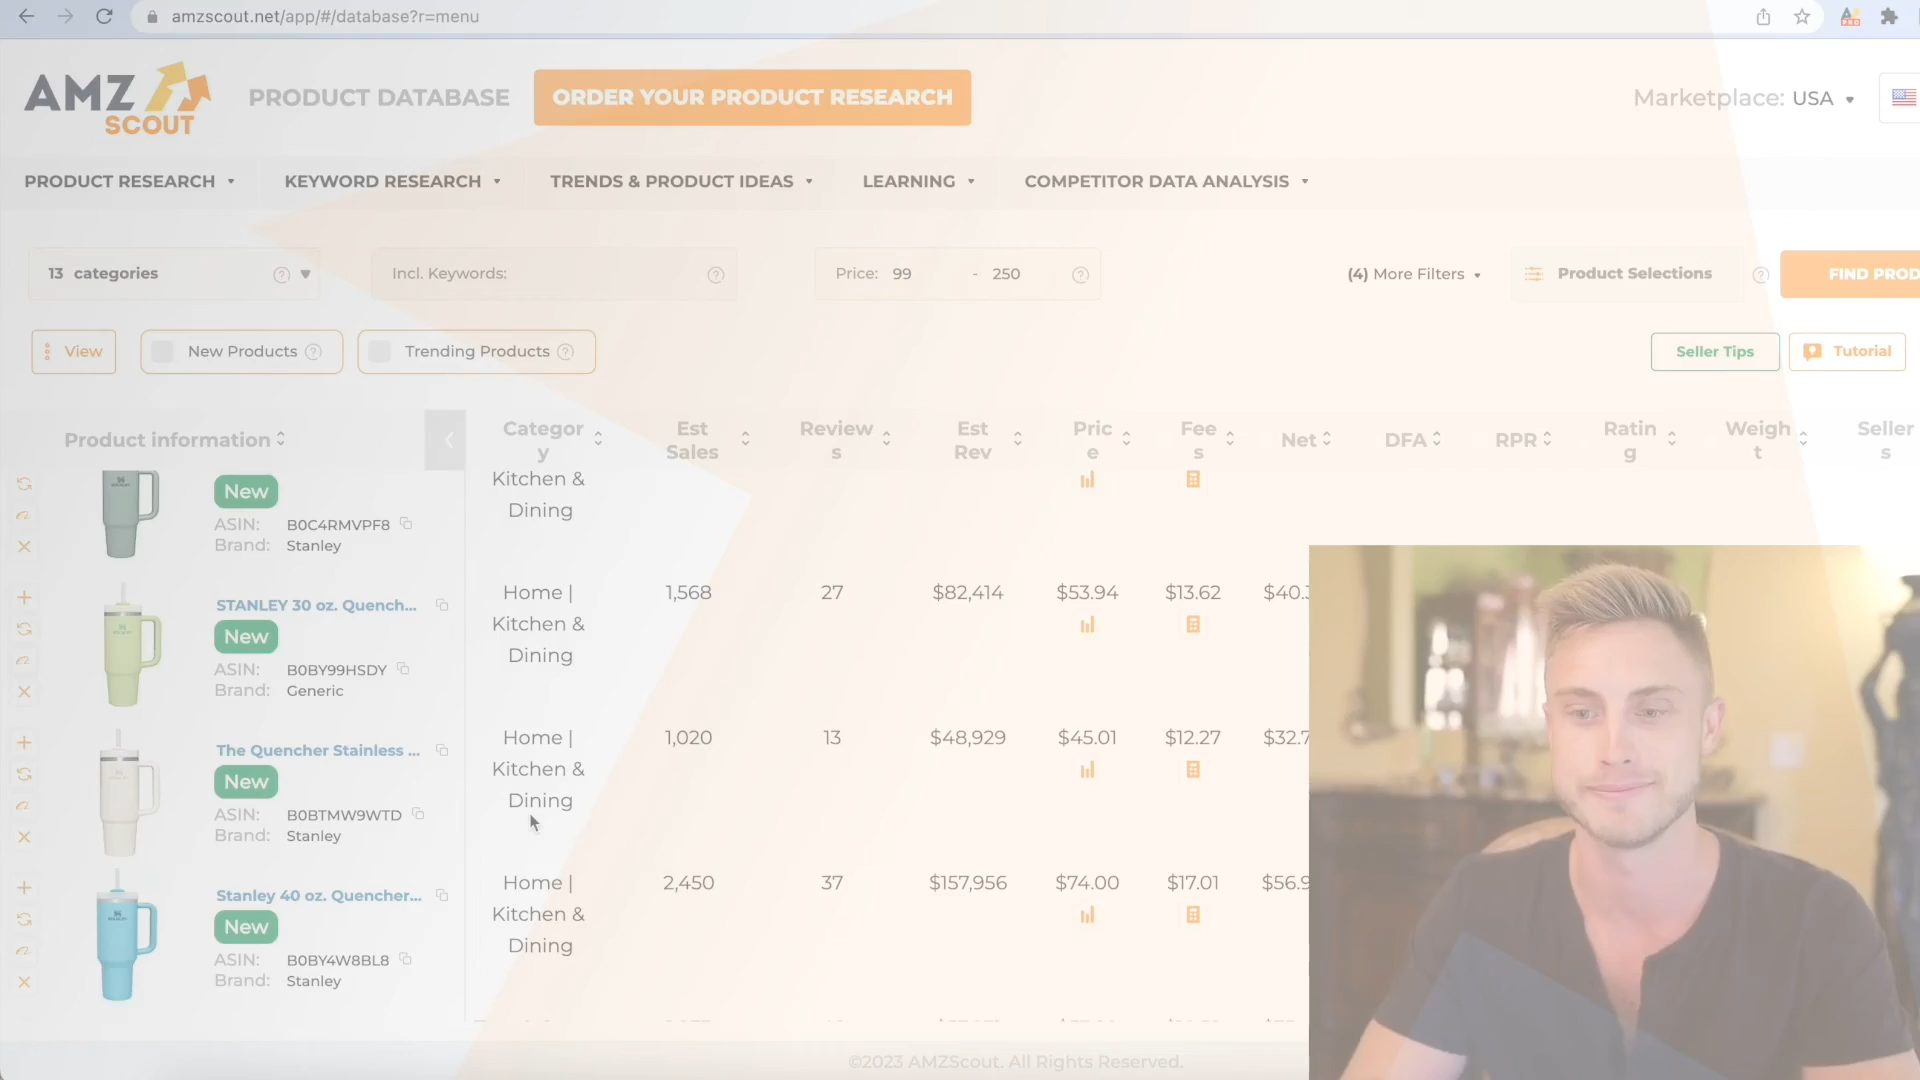 amzscout.net/app/#/database?r=menu
AMZ
SCOUT
PRODUCT DATABASE
ORDER YOUR PRODUCT RESEARCH
Marketplace: USA
PRODUCT RESEARCH
KEYWORD RESEARCH
TRENDS & PRODUCT IDEAS
LEARNING
COMPETITOR DATA ANALYSIS
13 categories
Incl. Keywords:
Price: 99 - 250
(4) More Filters
Product Selections
FIND PROD
View
New Products
Trending Products
Seller Tips
Tutorial
Product information
Categor
y
Est
Sales
Review
s
Est
Rev
Pric
e
Fee
s
Net
DFA
RPR
Ratin
g
Weigh
t
Seller
s
New
ASIN: B0C4RMVPF8
Brand: Stanley
Kitchen &
Dining
STANLEY 30 oz. Quench...
New
ASIN: B0BY99HSDY
Brand: Generic
Home |
Kitchen &
Dining
1,568
27
$82,414
$53.94
$13.62
The Quencher Stainless ...
New
ASIN: B0BTMW9WTD
Brand: Stanley
Home |
Kitchen &
Dining
1,020
13
$48,929
$45.01
$12.27
$32.7
Stanley 40 oz. Quencher...
New
ASIN: B0BY4W8BL8
Brand: Stanley
Home |
Kitchen &
Dining
2,450
37
$157,956
$74.00
$17.01
$56.9
©2023 AMZScout. All Rights Reserved.